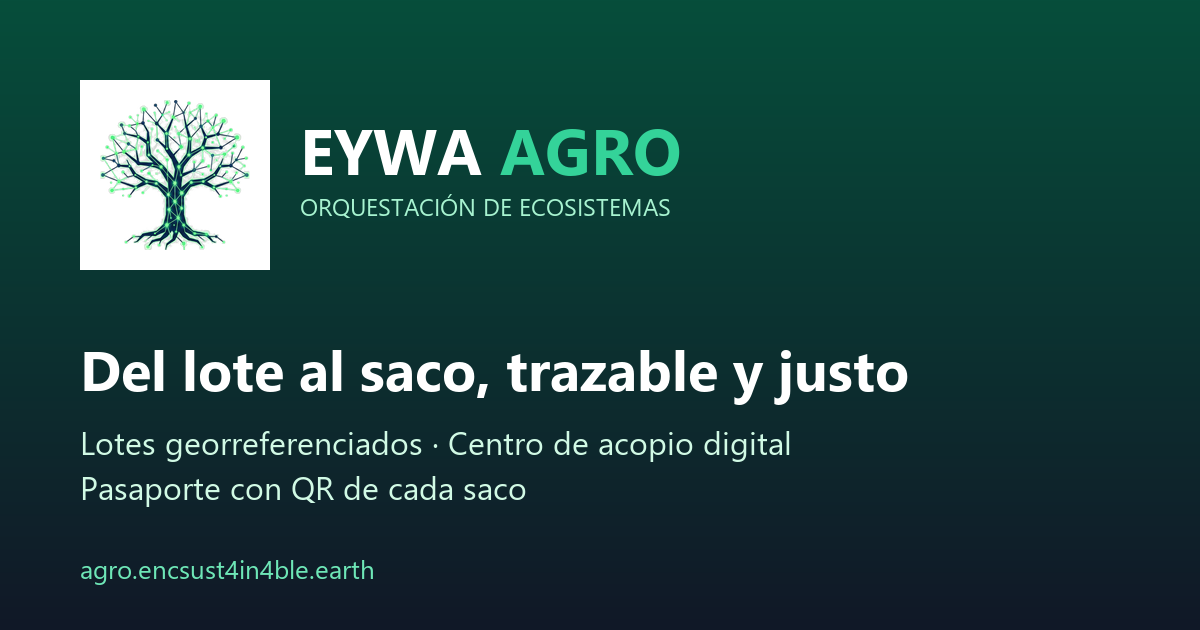 EYWA AGRO
ORQUESTACIÓN DE ECOSISTEMAS
Del lote al saco, trazable y justo
Lotes georreferenciados · Centro de acopio digital
Pasaporte con QR de cada saco
agro.encsust4in4ble.earth